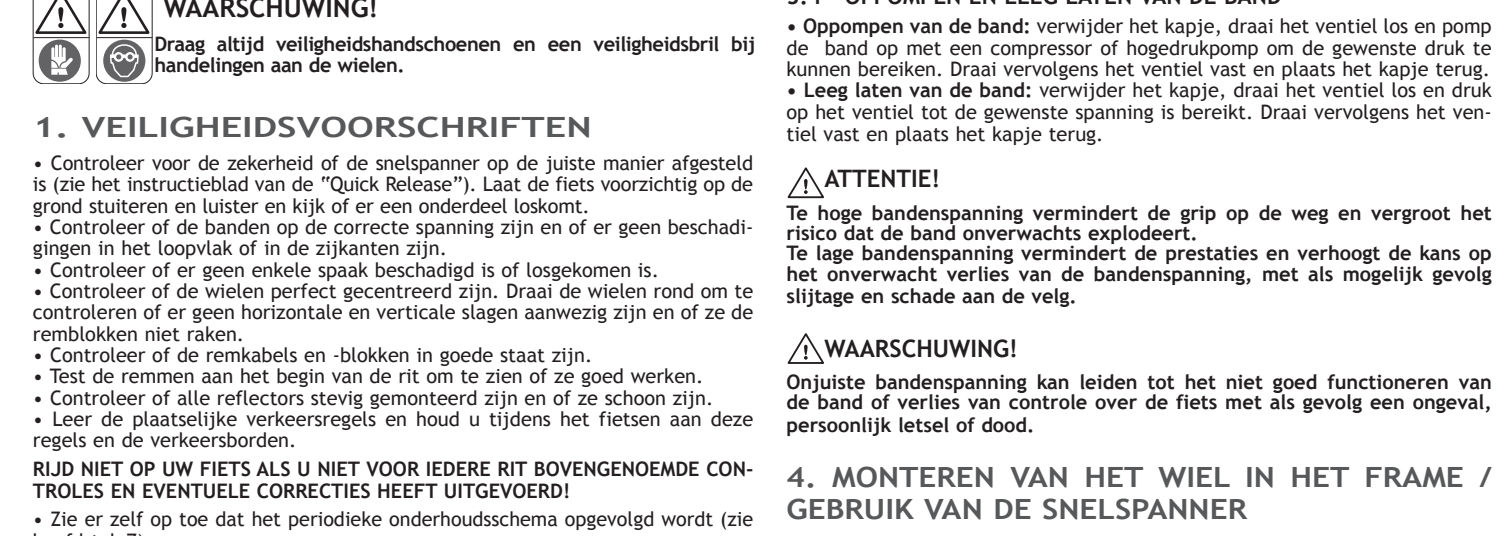 WAARSCHUWING!
Draag altijd veiligheidshandschoenen en een veiligheidsbril bij
handelingen aan de wielen.
1. VEILIGHEIDSVOORSCHRIFTEN
• Controleer voor de zekerheid of de snelspanner op de juiste manier afgesteld
is (zie het instructieblad van de “Quick Release”). Laat de fiets voorzichtig op de
grond stuiteren en luister en kijk of er een onderdeel loskomt.
• Controleer of de banden op de correcte spanning zijn en of er geen beschadi-
gingen in het loopvlak of in de zijkanten zijn.
• Controleer of er geen enkele spaak beschadigd is of losgekomen is.
• Controleer of de wielen perfect gecentreerd zijn. Draai de wielen rond om te
controleren of er geen horizontale en verticale slagen aanwezig zijn en of ze de
remblokken niet raken.
• Controleer of de remkabels en -blokken in goede staat zijn.
• Test de remmen aan het begin van de rit om te zien of ze goed werken.
• Controleer of alle reflectors stevig gemonteerd zijn en of ze schoon zijn.
• Leer de plaatselijke verkeersregels en houd u tijdens het fietsen aan deze
regels en de verkeersborden.
RIJD NIET OP UW FIETS ALS U NIET VOOR IEDERE RIT BOVENGENOEMDE CON-
TROLES EN EVENTUELE CORRECTIES HEEFT UITGEVOERD!
• Zie er zelf op toe dat het periodieke onderhoudsschema opgevolgd wordt (zie
OPPOMPEN EN LEEG LATEN VAN DE BAND
• Oppompen van de band: verwijder het kapje, draai het ventiel los en pomp
de band op met een compressor of hogedrukpomp om de gewenste druk te
kunnen bereiken. Draai vervolgens het ventiel vast en plaats het kapje terug.
• Leeg laten van de band: verwijder het kapje, draai het ventiel los en druk
op het ventiel tot de gewenste spanning is bereikt. Draai vervolgens het ven-
tiel vast en plaats het kapje terug.
ATTENTIE!
Te hoge bandenspanning vermindert de grip op de weg en vergroot het
risico dat de band onverwachts explodeert.
Te lage bandenspanning vermindert de prestaties en verhoogt de kans op
het onverwacht verlies van de bandenspanning, met als mogelijk gevolg
slijtage en schade aan de velg.
WAARSCHUWING!
Onjuiste bandenspanning kan leiden tot het niet goed functioneren van
de band of verlies van controle over de fiets met als gevolg een ongeval,
persoonlijk letsel of dood.
4. MONTEREN VAN HET WIEL IN HET FRAME /
GEBRUIK VAN DE SNELSPANNER